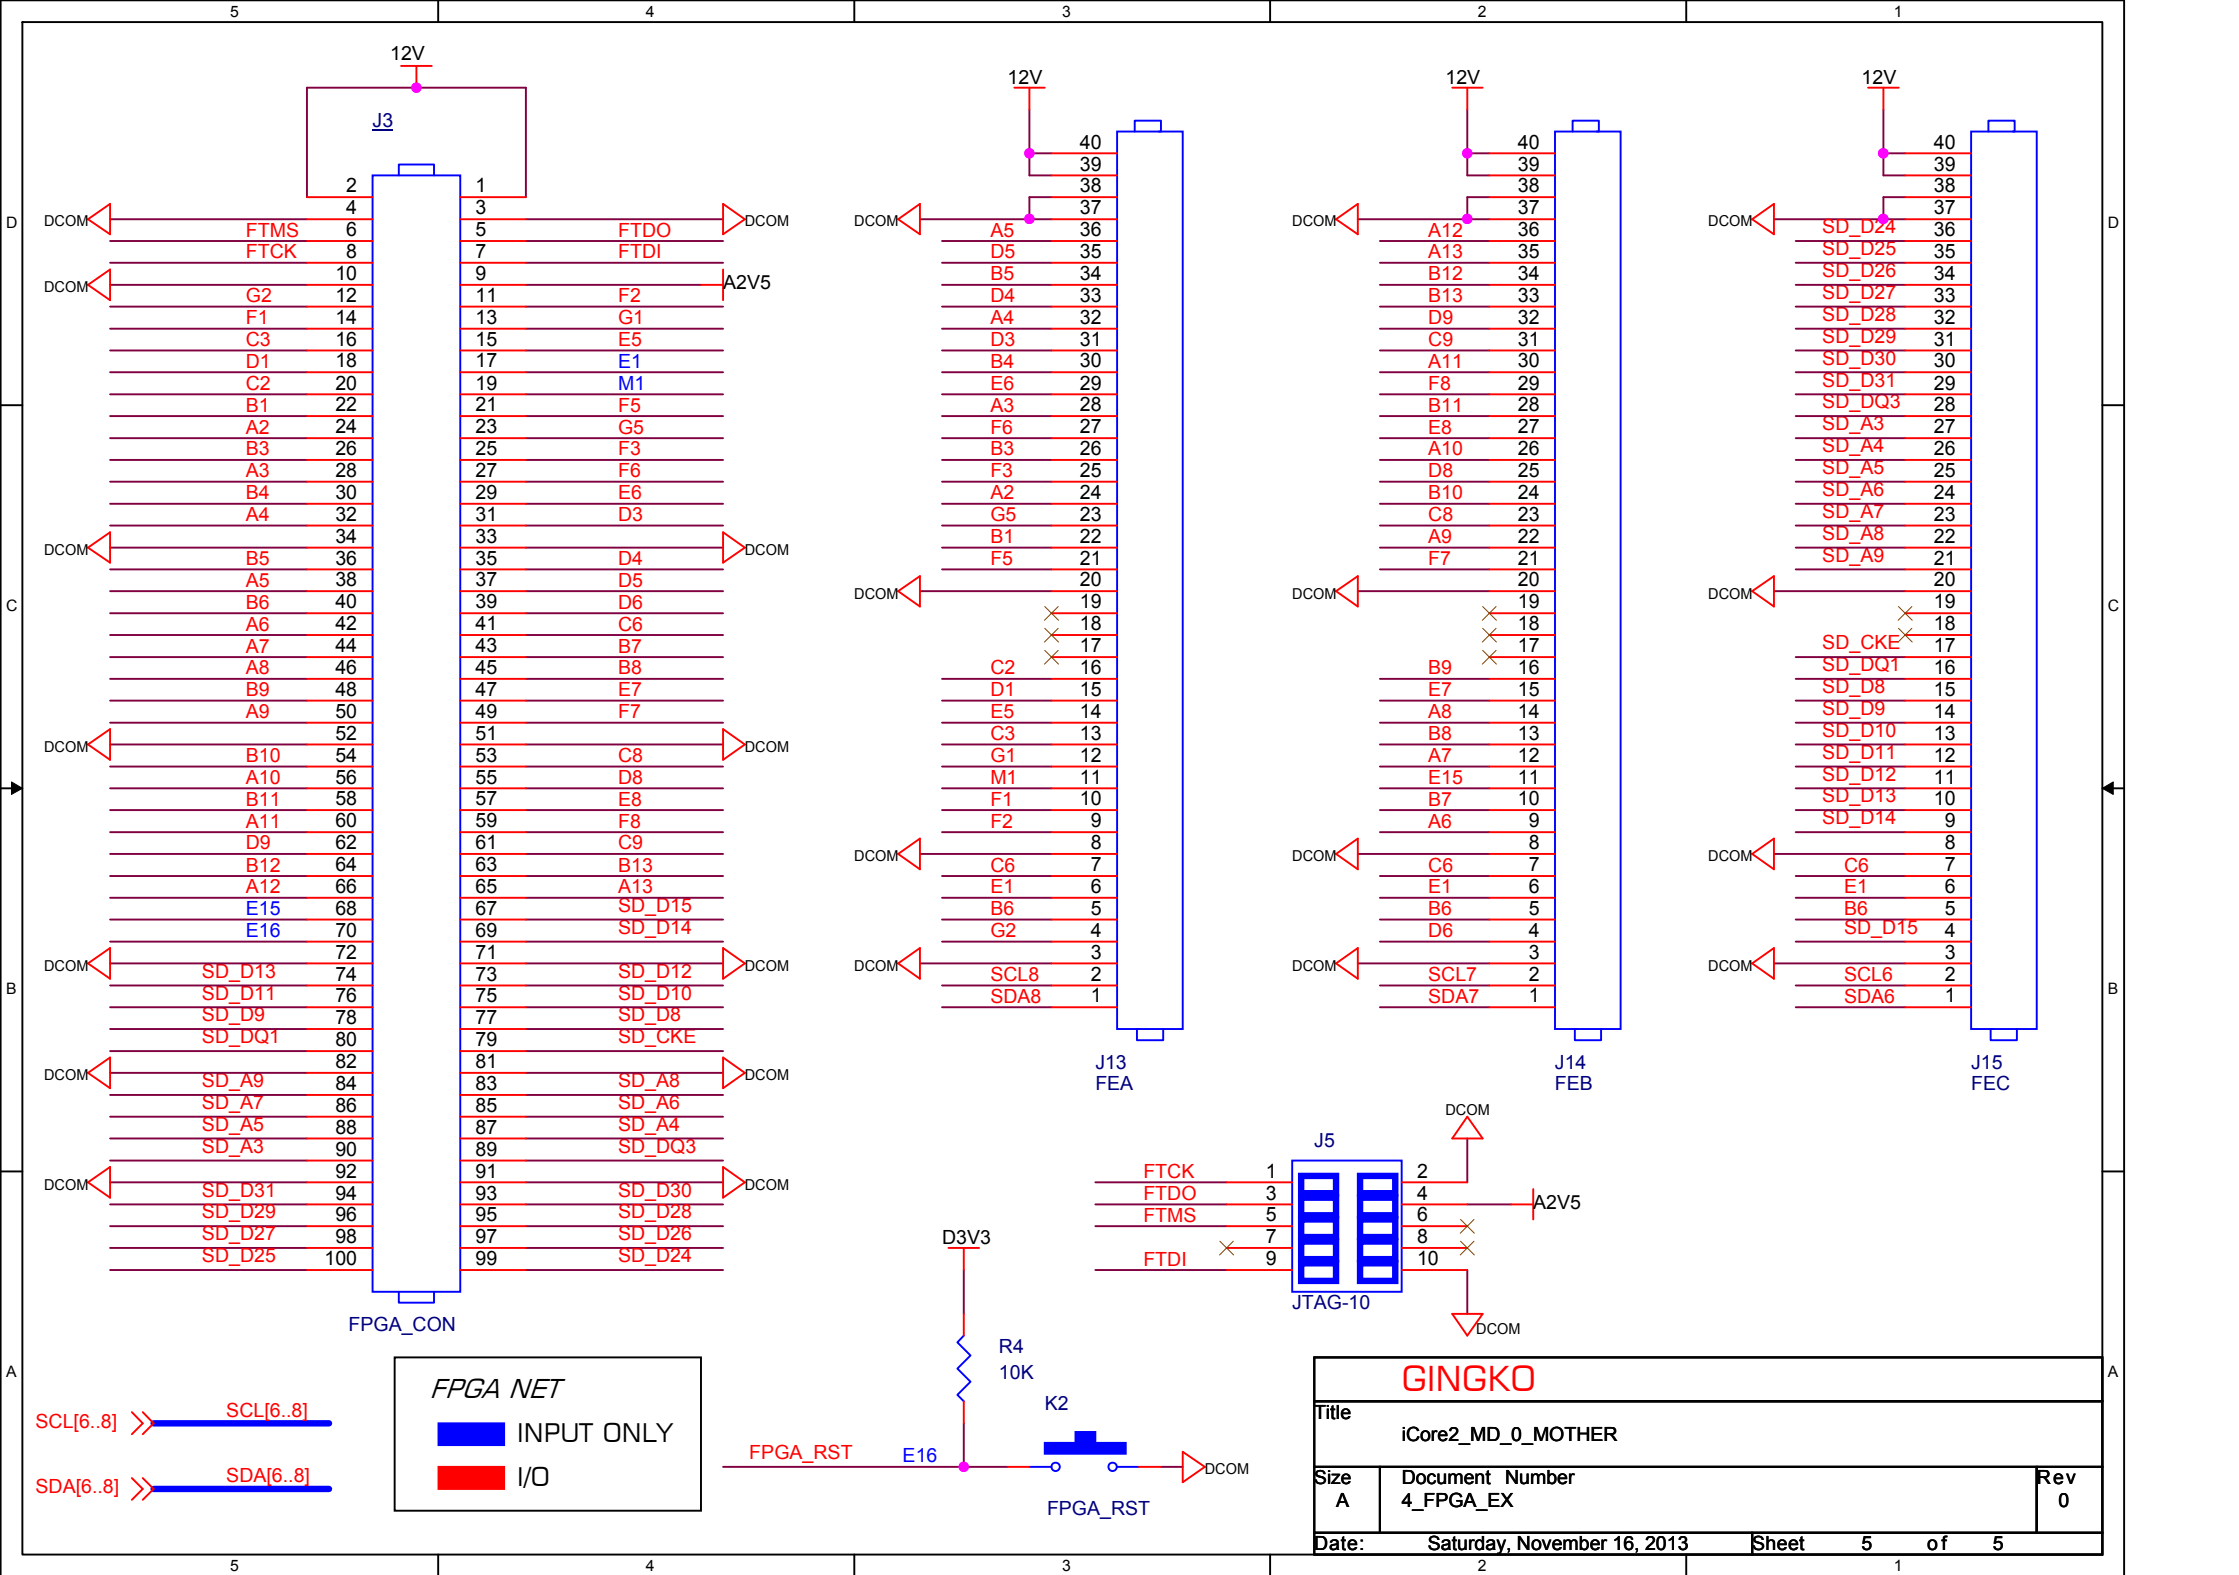 5 4 3 2 1
12V
J3
2 1
4 3
DCOM DCOM
FTMS 6 5 FTDO
FTCK 8 7 FTDI
DCOM 10 9 A2V5
G2 12 11 F2
F1 14 13 G1
C3 16 15 E5
D1 18 17 E1
C2 20 19 M1
B1 22 21 F5
A2 24 23 G5
B3 26 25 F3
A3 28 27 F6
B4 30 29 E6
A4 32 31 D3
DCOM 34 33 DCOM
B5 36 35 D4
A5 38 37 D5
B6 40 39 D6
A6 42 41 C6
A7 44 43 B7
A8 46 45 B8
B9 48 47 E7
A9 50 49 F7
DCOM 52 51 DCOM
B10 54 53 C8
A10 56 55 D8
B11 58 57 E8
A11 60 59 F8
D9 62 61 C9
B12 64 63 B13
A12 66 65 A13
E15 68 67 SD_D15
E16 70 69 SD_D14
DCOM 72 71 DCOM
SD_D13 74 73 SD_D12
SD_D11 76 75 SD_D10
SD_D9 78 77 SD_D8
SD_DQ1 80 79 SD_CKE
DCOM 82 81 DCOM
SD_A9 84 83 SD_A8
SD_A7 86 85 SD_A6
SD_A5 88 87 SD_A4
SD_A3 90 89 SD_DQ3
DCOM 92 91 DCOM
SD_D31 94 93 SD_D30
SD_D29 96 95 SD_D28
SD_D27 98 97 SD_D26
SD_D25 100 99 SD_D24
FPGA_CON
12V
40
39
38
DCOM 37
A5 36
D5 35
B5 34
D4 33
A4 32
D3 31
B4 30
E6 29
A3 28
F6 27
B3 26
F3 25
A2 24
G5 23
B1 22
F5 21
DCOM 20
19
18
17
C2 16
D1 15
E5 14
C3 13
G1 12
M1 11
F1 10
F2 9
DCOM 8
C6 7
E1 6
B6 5
G2 4
DCOM 3
SCL8 2
SDA8 1
J13
FEA
12V
40
39
38
DCOM 37
A12 36
A13 35
B12 34
B13 33
D9 32
C9 31
A11 30
F8 29
B11 28
E8 27
A10 26
D8 25
B10 24
C8 23
A9 22
F7 21
DCOM 20
19
18
17
B9 16
E7 15
A8 14
B8 13
A7 12
E15 11
B7 10
A6 9
DCOM 8
C6 7
E1 6
B6 5
D6 4
DCOM 3
SCL7 2
SDA7 1
J14
FEB
12V
40
39
38
DCOM 37
SD_D24 36
SD_D25 35
SD_D26 34
SD_D27 33
SD_D28 32
SD_D29 31
SD_D30 30
SD_D31 29
SD_DQ3 28
SD_A3 27
SD_A4 26
SD_A5 25
SD_A6 24
SD_A7 23
SD_A8 22
SD_A9 21
DCOM 20
19
18
SD_CKE 17
SD_DQ1 16
SD_D8 15
SD_D9 14
SD_D10 13
SD_D11 12
SD_D12 11
SD_D13 10
SD_D14 9
DCOM 8
C6 7
E1 6
B6 5
SD_D15 4
DCOM 3
SCL6 2
SDA6 1
J15
FEC
DCOM
J5
FTCK 1 2
FTDO 3 4 A2V5
FTMS 5 6
7 8
FTDI 9 10
JTAG-10
DCOM
D3V3
R4
10K
K2
FPGA_RST E16 DCOM
FPGA_RST
SCL[6..8] SCL[6..8]
SDA[6..8] SDA[6..8]
FPGA NET
INPUT ONLY
I/O
GINGKO
Title
iCore2_MD_0_MOTHER
Size Document Number Rev
A 4_FPGA_EX 0
Date: Saturday, November 16, 2013 Sheet 5 of 5
D D
C C
B B
A A
5 4 3 2 1